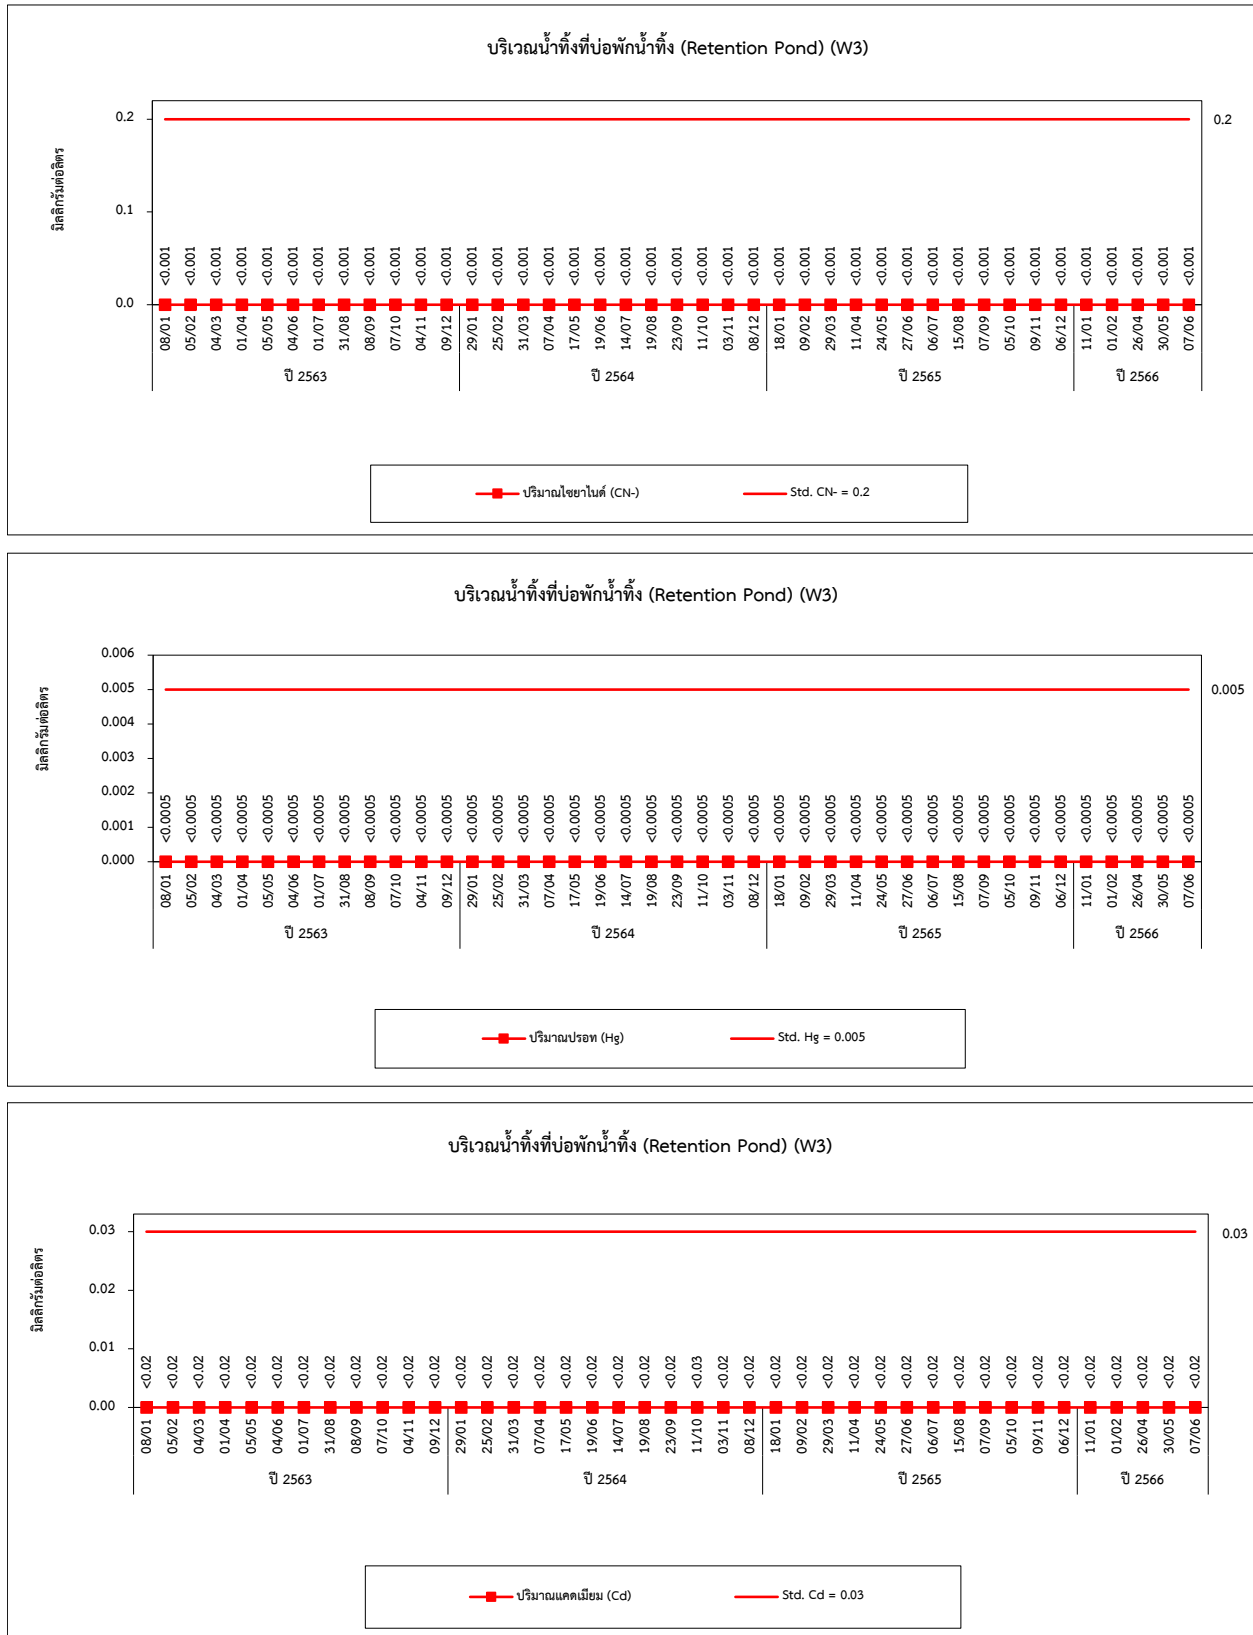 บริเวณน้ำทิ้งที่บ่อพักน้ำทิ้ง (Retention Pond) (W3)
มิลลิกรัมต่อลิตร
0.2
0.1
0.0
0.2
<0.001 <0.001 <0.001 <0.001 <0.001 <0.001 <0.001 <0.001 <0.001 <0.001 <0.001 <0.001 <0.001 <0.001 <0.001 <0.001 <0.001 <0.001 <0.001 <0.001 <0.001 <0.001 <0.001 <0.001 <0.001 <0.001 <0.001 <0.001 <0.001 <0.001 <0.001 <0.001 <0.001 <0.001 <0.001 <0.001 <0.001 <0.001 <0.001 <0.001 <0.001
08/01 05/02 04/03 01/04 05/05 04/06 01/07 31/08 08/09 07/10 04/11 09/12 29/01 25/02 31/03 07/04 17/05 19/06 14/07 19/08 23/09 11/10 03/11 08/12 18/01 09/02 29/03 11/04 24/05 27/06 06/07 15/08 07/09 05/10 09/11 06/12 11/01 01/02 26/04 30/05 07/06
ปี 2563 ปี 2564 ปี 2565 ปี 2566
ปริมาณไซยาไนด์ (CN-) Std. CN- = 0.2
บริเวณน้ำทิ้งที่บ่อพักน้ำทิ้ง (Retention Pond) (W3)
มิลลิกรัมต่อลิตร
0.006
0.005
0.004
0.003
0.002
0.001
0.000
0.005
<0.0005 <0.0005 <0.0005 <0.0005 <0.0005 <0.0005 <0.0005 <0.0005 <0.0005 <0.0005 <0.0005 <0.0005 <0.0005 <0.0005 <0.0005 <0.0005 <0.0005 <0.0005 <0.0005 <0.0005 <0.0005 <0.0005 <0.0005 <0.0005 <0.0005 <0.0005 <0.0005 <0.0005 <0.0005 <0.0005 <0.0005 <0.0005 <0.0005 <0.0005 <0.0005 <0.0005 <0.0005 <0.0005 <0.0005 <0.0005 <0.0005
08/01 05/02 04/03 01/04 05/05 04/06 01/07 31/08 08/09 07/10 04/11 09/12 29/01 25/02 31/03 07/04 17/05 19/06 14/07 19/08 23/09 11/10 03/11 08/12 18/01 09/02 29/03 11/04 24/05 27/06 06/07 15/08 07/09 05/10 09/11 06/12 11/01 01/02 26/04 30/05 07/06
ปี 2563 ปี 2564 ปี 2565 ปี 2566
ปริมาณปรอท (Hg) Std. Hg = 0.005
บริเวณน้ำทิ้งที่บ่อพักน้ำทิ้ง (Retention Pond) (W3)
มิลลิกรัมต่อลิตร
0.03
0.02
0.01
0.00
0.03
<0.02 <0.02 <0.02 <0.02 <0.02 <0.02 <0.02 <0.02 <0.02 <0.02 <0.02 <0.02 <0.02 <0.02 <0.02 <0.02 <0.02 <0.02 <0.02 <0.02 <0.02 <0.03 <0.02 <0.02 <0.02 <0.02 <0.02 <0.02 <0.02 <0.02 <0.02 <0.02 <0.02 <0.02 <0.02 <0.02 <0.02 <0.02 <0.02 <0.02 <0.02
08/01 05/02 04/03 01/04 05/05 04/06 01/07 31/08 08/09 07/10 04/11 09/12 29/01 25/02 31/03 07/04 17/05 19/06 14/07 19/08 23/09 11/10 03/11 08/12 18/01 09/02 29/03 11/04 24/05 27/06 06/07 15/08 07/09 05/10 09/11 06/12 11/01 01/02 26/04 30/05 07/06
ปี 2563 ปี 2564 ปี 2565 ปี 2566
ปริมาณแคดเมียม (Cd) Std. Cd = 0.03